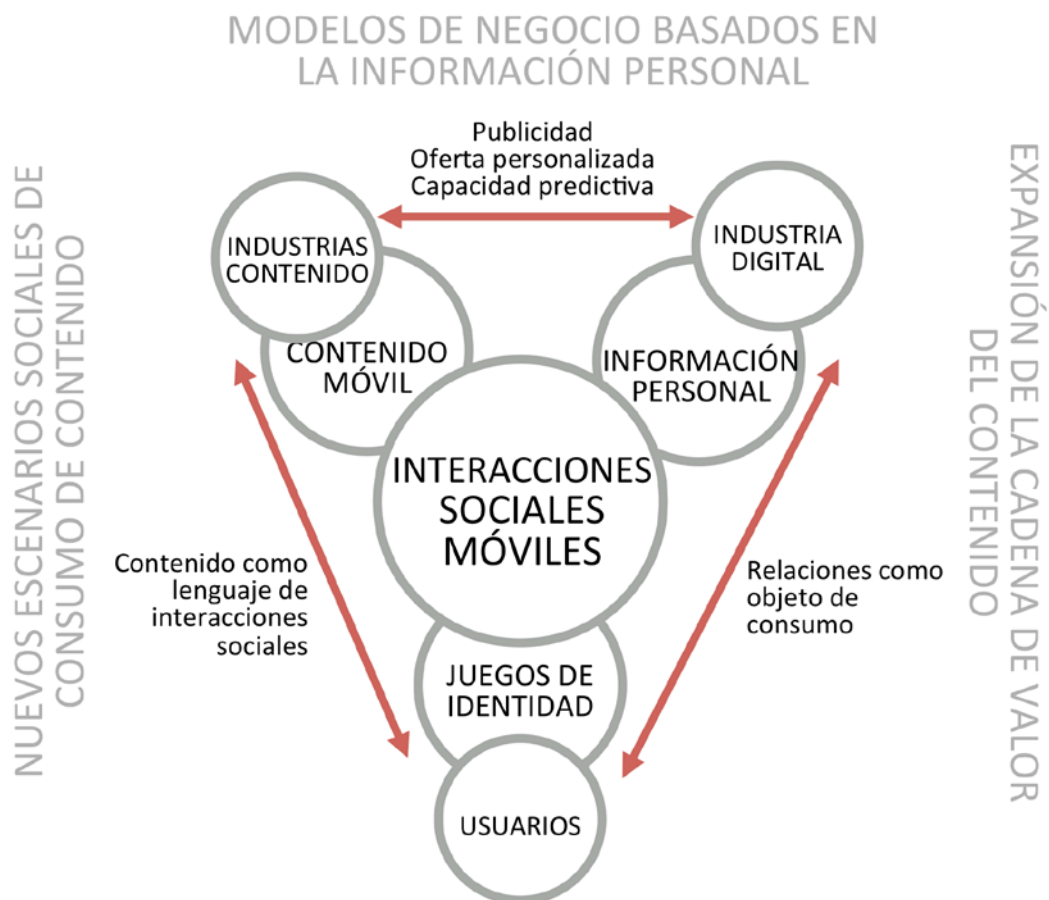 MODELOS DE NEGOCIO BASADOS EN
LA INFORMACIÓN PERSONAL
NUEVOS ESCENARIOS SOCIALES DE
CONSUMO DE CONTENIDO
EXPANSIÓN DE LA CADENA DE VALOR
DEL CONTENIDO
Publicidad
Oferta personalizada
Capacidad predictiva
INDUSTRIAS
CONTENIDO
INDUSTRIA
DIGITAL
CONTENIDO
MÓVIL
INFORMACIÓN
PERSONAL
INTERACCIONES
SOCIALES
MÓVILES
Contenido como
lenguaje de
interacciones
sociales
Relaciones como
objeto de
consumo
JUEGOS DE
IDENTIDAD
USUARIOS